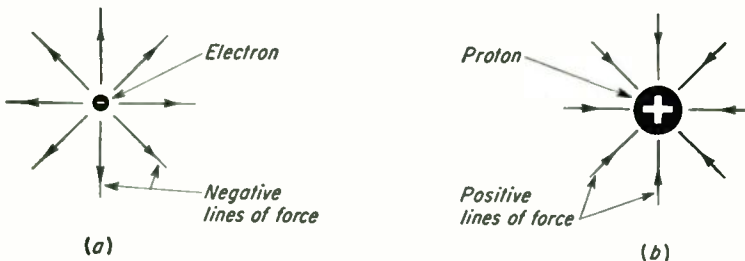 Electron
-
Negative
lines of force
(a)
Proton
+
Positive
lines of force
(b)